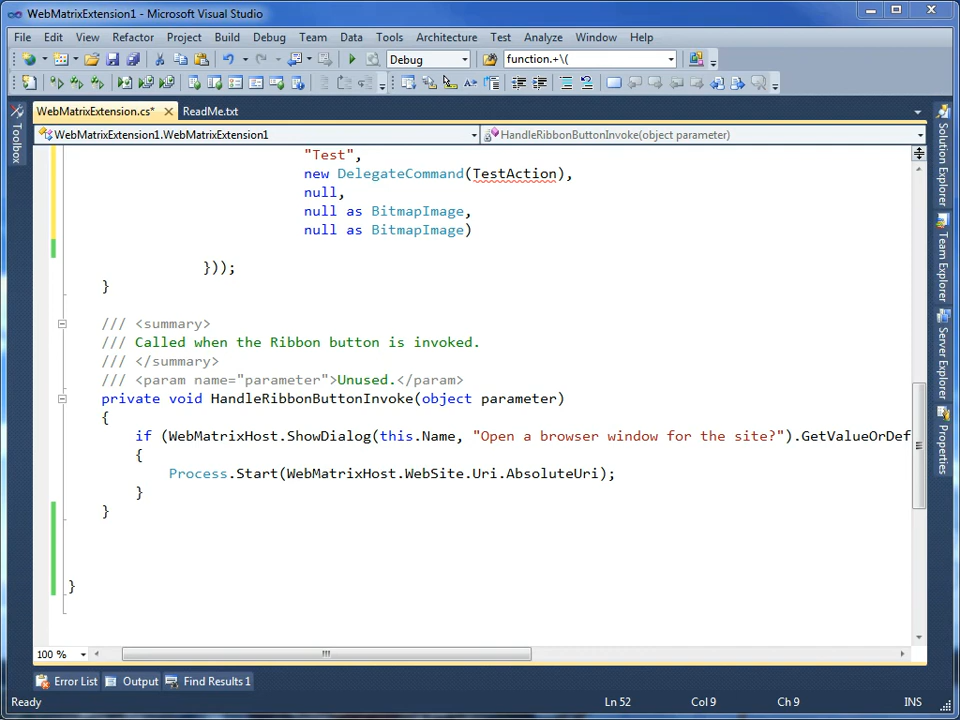 WebMatrixExtension1 - Microsoft Visual Studio
File Edit View Refactor Project Build Debug Team Data Tools Architecture Test Analyze Window Help
Debug function.+\(
WebMatrixExtension.cs* ReadMe.txt
WebMatrixExtension1.WebMatrixExtension1 HandleRibbonButtonInvoke(object parameter)
"Test",
new DelegateCommand(TestAction),
null,
null as BitmapImage,
null as BitmapImage)
}));
}
/// <summary>
/// Called when the Ribbon button is invoked.
/// </summary>
/// <param name="parameter">Unused.</param>
private void HandleRibbonButtonInvoke(object parameter)
{
if (WebMatrixHost.ShowDialog(this.Name, "Open a browser window for the site?").GetValueOrDef
{
Process.Start(WebMatrixHost.WebSite.Uri.AbsoluteUri);
}
}
}
100 %
Error List Output Find Results 1
Ready Ln 52 Col 9 Ch 9 INS
Toolbox
Solution Explorer
Team Explorer
Server Explorer
Properties